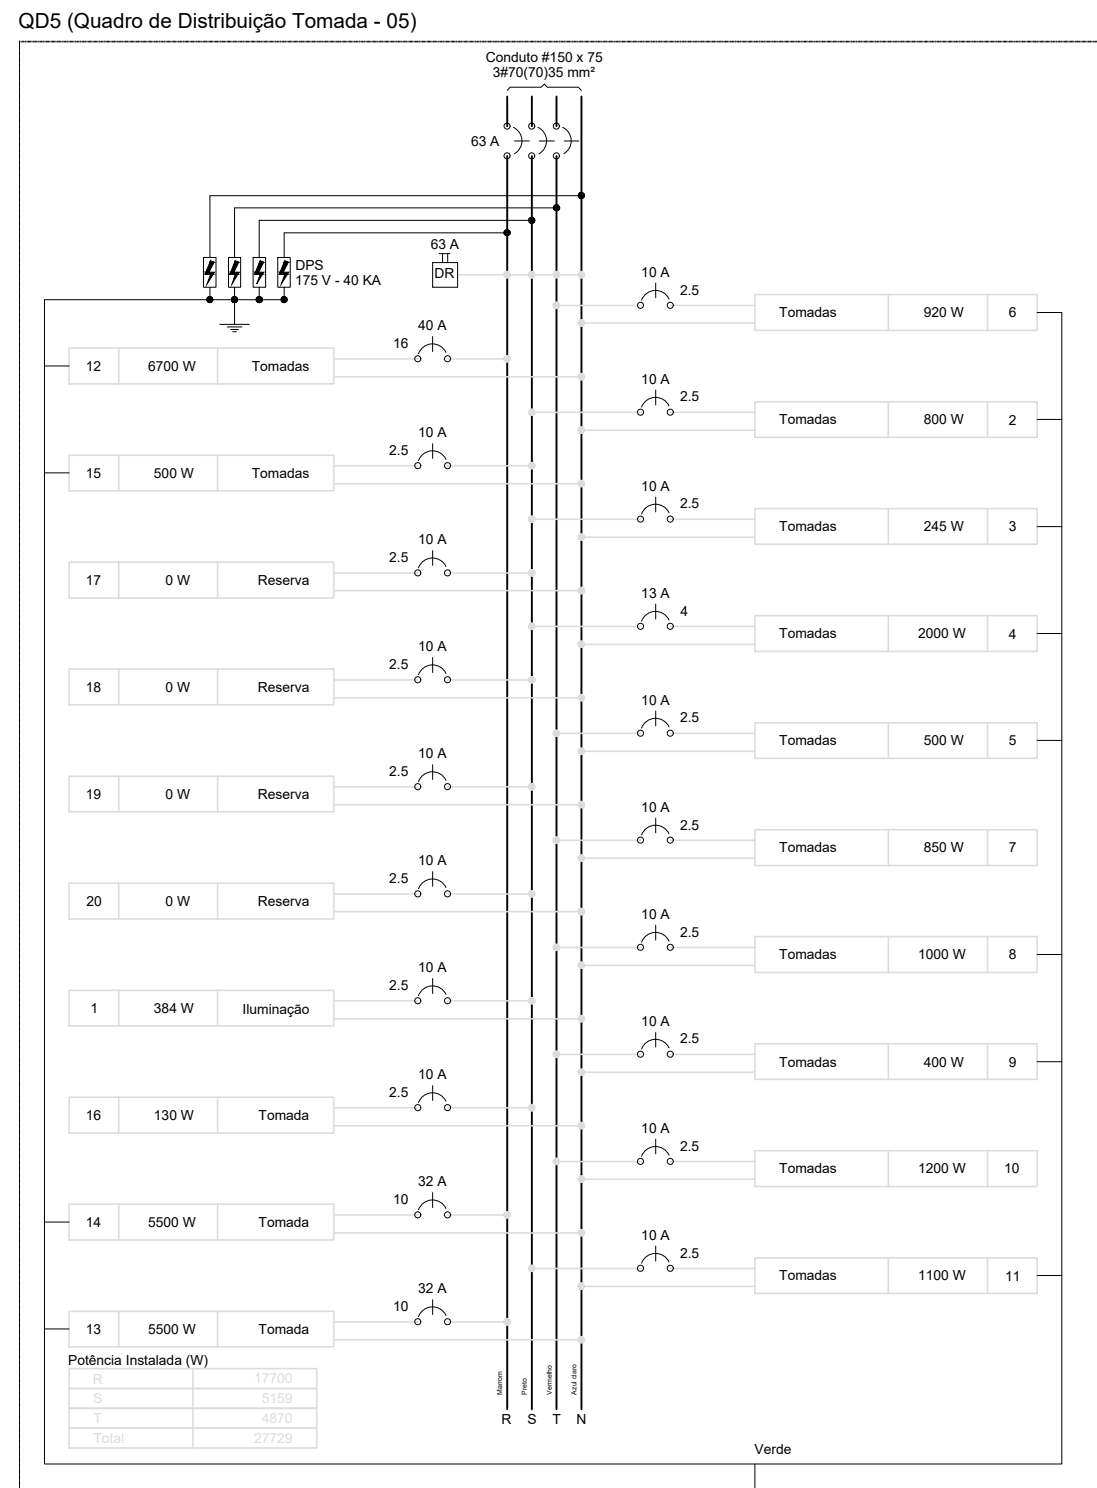 QD5 (Quadro de Distribuição Tomada - 05)
Conduto #150 x 75
3#70(70)35 mm²
63 A
63 A
DR
DPS
175 V - 40 KA
10 A
2.5
Tomadas 920 W 6
40 A
16
12 6700 W Tomadas
10 A
2.5
Tomadas 800 W 2
10 A
2.5
15 500 W Tomadas
10 A
2.5
Tomadas 245 W 3
10 A
2.5
17 0 W Reserva
13 A
4
Tomadas 2000 W 4
10 A
2.5
18 0 W Reserva
10 A
2.5
Tomadas 500 W 5
10 A
2.5
19 0 W Reserva
10 A
2.5
Tomadas 850 W 7
10 A
2.5
20 0 W Reserva
10 A
2.5
Tomadas 1000 W 8
10 A
2.5
1 384 W Iluminação
10 A
2.5
Tomadas 400 W 9
10 A
2.5
16 130 W Tomada
10 A
2.5
Tomadas 1200 W 10
32 A
10
14 5500 W Tomada
10 A
2.5
Tomadas 1100 W 11
32 A
10
13 5500 W Tomada
Potência Instalada (W)
R 17700
S 5159
T 4870
Total 27729
Marrom
Preto
Vermelho
Azul claro
R S T N
Verde